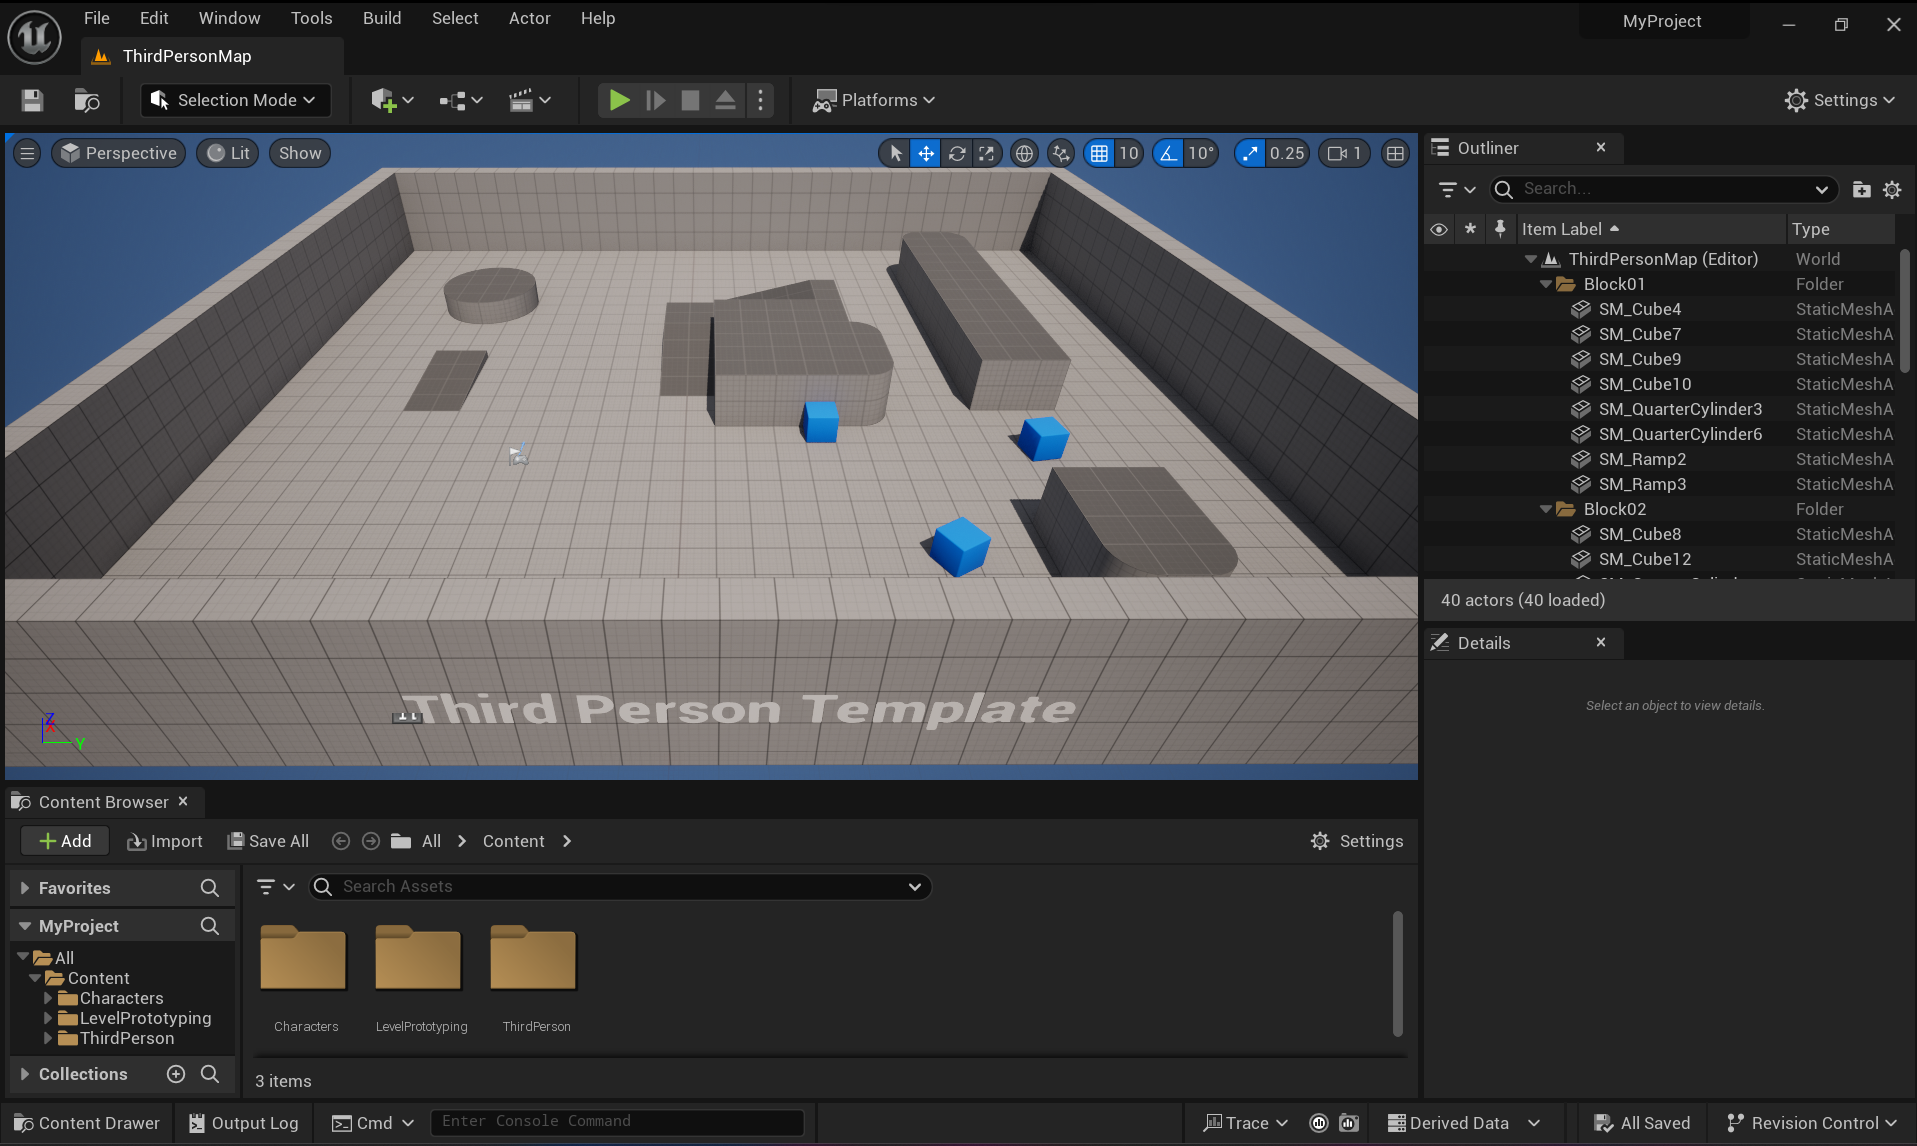 File Edit Window Tools Build Select Actor Help
MyProject
ThirdPersonMap
Selection Mode
Platforms
Settings
Perspective
Lit
Show
10
10°
0.25
1
Third Person Template
Z
X
Y
Outliner
Search...
Item Label
Type
ThirdPersonMap (Editor) World
Block01 Folder
SM_Cube4 StaticMeshA
SM_Cube7 StaticMeshA
SM_Cube9 StaticMeshA
SM_Cube10 StaticMeshA
SM_QuarterCylinder3 StaticMeshA
SM_QuarterCylinder6 StaticMeshA
SM_Ramp2 StaticMeshA
SM_Ramp3 StaticMeshA
Block02 Folder
SM_Cube8 StaticMeshA
SM_Cube12 StaticMeshA
40 actors (40 loaded)
Details
Select an object to view details.
Content Browser
Add
Import
Save All
All
Content
Settings
Favorites
MyProject
All
Content
Characters
LevelPrototyping
ThirdPerson
Collections
Search Assets
Characters
LevelPrototyping
ThirdPerson
3 items
Content Drawer
Output Log
Cmd
Enter Console Command
Trace
Derived Data
All Saved
Revision Control